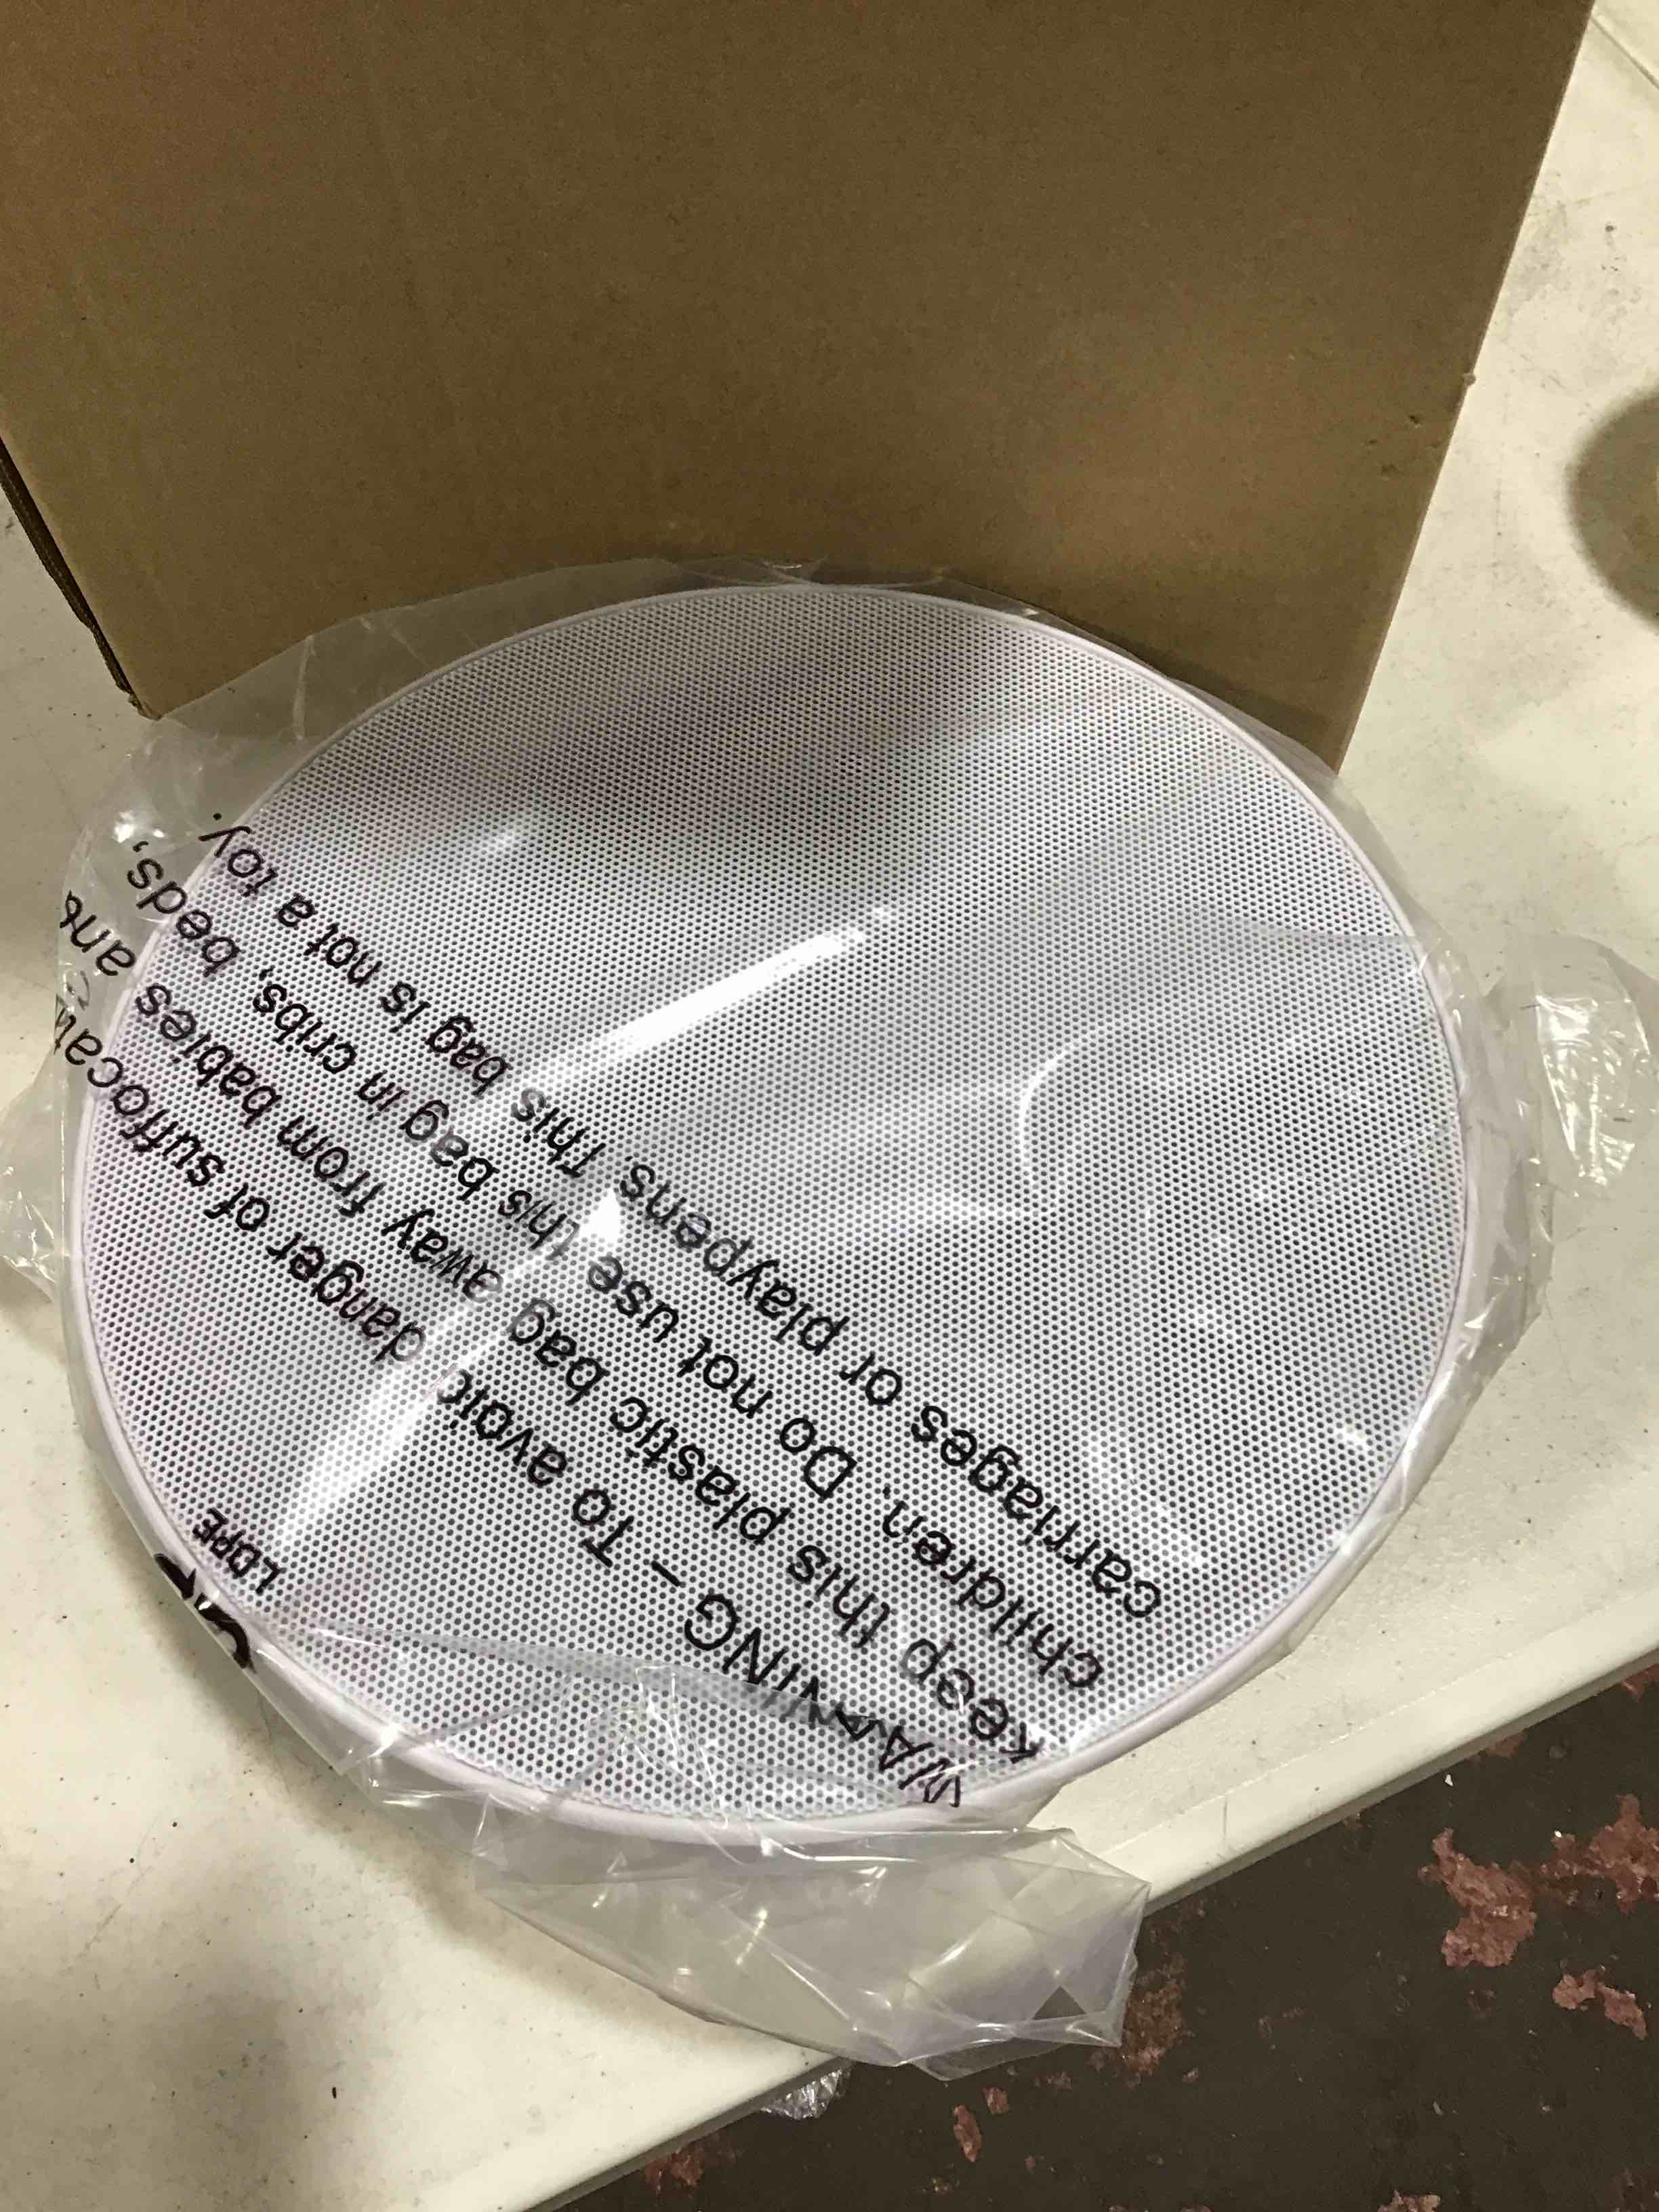 WARNING – To avoid danger of suffocation
keep this plastic bag away from babies and
children. Do not use this bag in cribs, beds,
carriages or playpens. This bag is not a toy.
LDPE